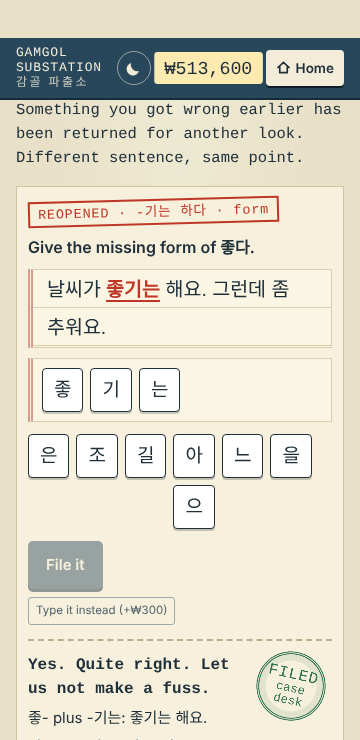 GAMGOL
SUBSTATION
감골 파출소
₩513,600
Home
Something you got wrong earlier has
been returned for another look.
Different sentence, same point.
REOPENED · -기는 하다 · form
Give the missing form of 좋다.
날씨가 좋기는 해요. 그런데 좀
추워요.
좋 기 는
은 조 길 아 느 을
으
File it
Type it instead (+₩300)
Yes. Quite right. Let
us not make a fuss.
FILED
case
desk
좋- plus -기는: 좋기는 해요.